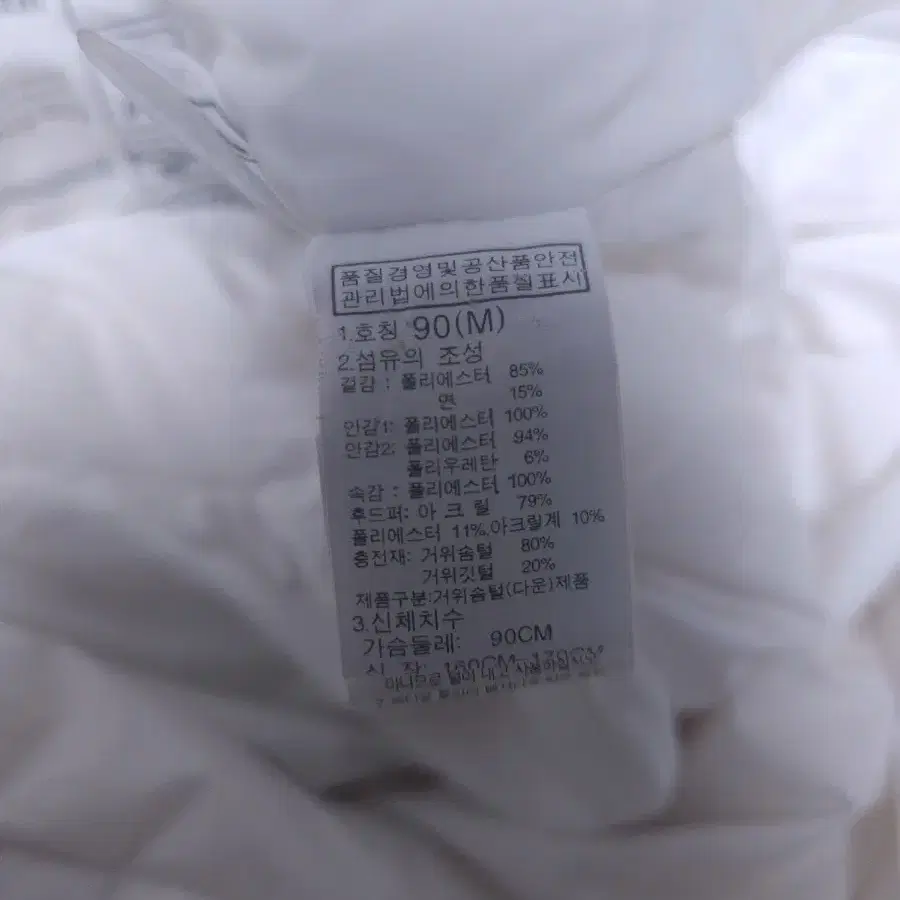 품질경영및공산품안전
관리법에의한품질표시
1.호칭 90(M)
2.섬유의 조성
겉감 : 폴리에스터 85%
면 15%
안감1: 폴리에스터 100%
안감2: 폴리에스터 94%
폴리우레탄 6%
속감 : 폴리에스터 100%
후드퍼: 아 크 릴 79%
폴리에스터 11%.아크릴계 10%
충전재: 거위솜털 80%
거위깃털 20%
제품구분:거위솜털(다운)제품
3.신체치수
가슴둘레: 90CM